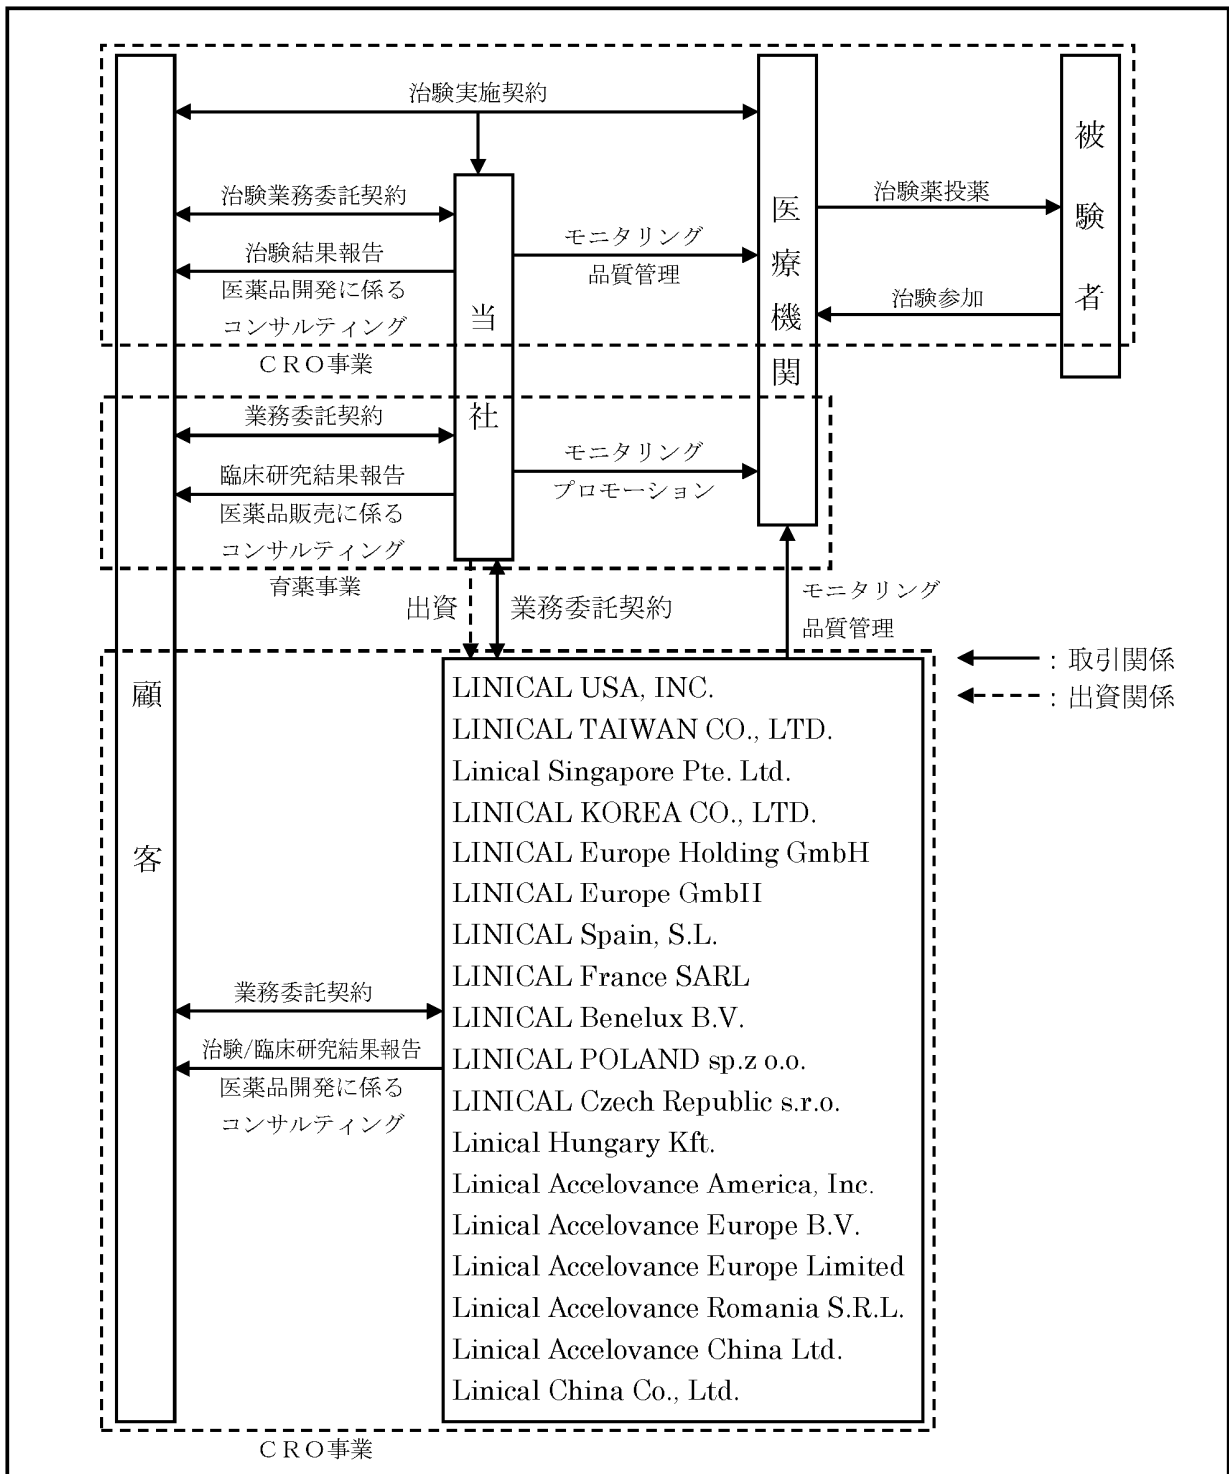 治験実施契約
治験業務委託契約
治験結果報告
医薬品開発に係る
コンサルティング
CRO事業
モニタリング
品質管理
治験薬投薬
治験参加
被験者
医療機関
当社
業務委託契約
臨床研究結果報告
医薬品販売に係る
コンサルティング
育薬事業
モニタリング
プロモーション
出資
業務委託契約
モニタリング
品質管理
:取引関係
:出資関係
顧客
LINICAL USA, INC.
LINICAL TAIWAN CO., LTD.
Linical Singapore Pte. Ltd.
LINICAL KOREA CO., LTD.
LINICAL Europe Holding GmbH
LINICAL Europe GmbH
LINICAL Spain, S.L.
LINICAL France SARL
LINICAL Benelux B.V.
LINICAL POLAND sp.z o.o.
LINICAL Czech Republic s.r.o.
Linical Hungary Kft.
Linical Accelovance America, Inc.
Linical Accelovance Europe B.V.
Linical Accelovance Europe Limited
Linical Accelovance Romania S.R.L.
Linical Accelovance China Ltd.
Linical China Co., Ltd.
業務委託契約
治験/臨床研究結果報告
医薬品開発に係る
コンサルティング
CRO事業